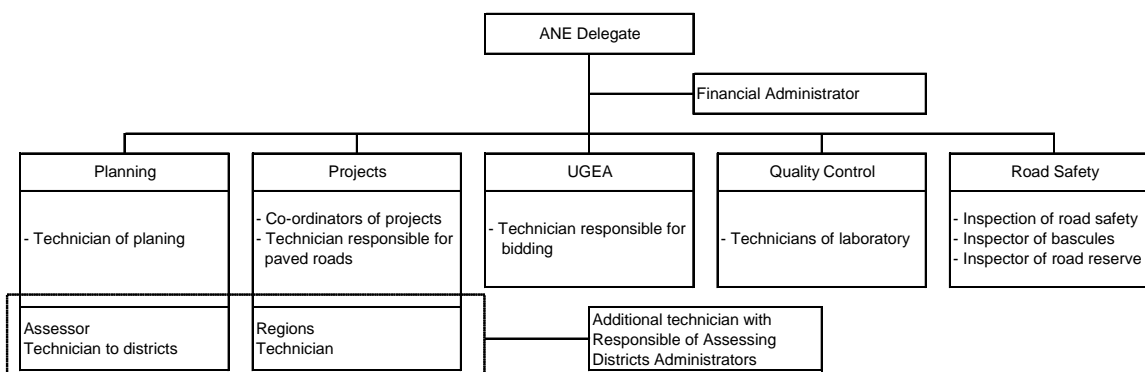 ANE Delegate
Financial Administrator
Planning
- Technician of planing
Assessor
Technician to districts
Projects
- Co-ordinators of projects
- Technician responsible for
paved roads
Regions
Technician
UGEA
- Technician responsible for
bidding
Quality Control
- Technicians of laboratory
Road Safety
- Inspection of road safety
- Inspector of bascules
- Inspector of road reserve
Additional technician with
Responsible of Assessing
Districts Administrators